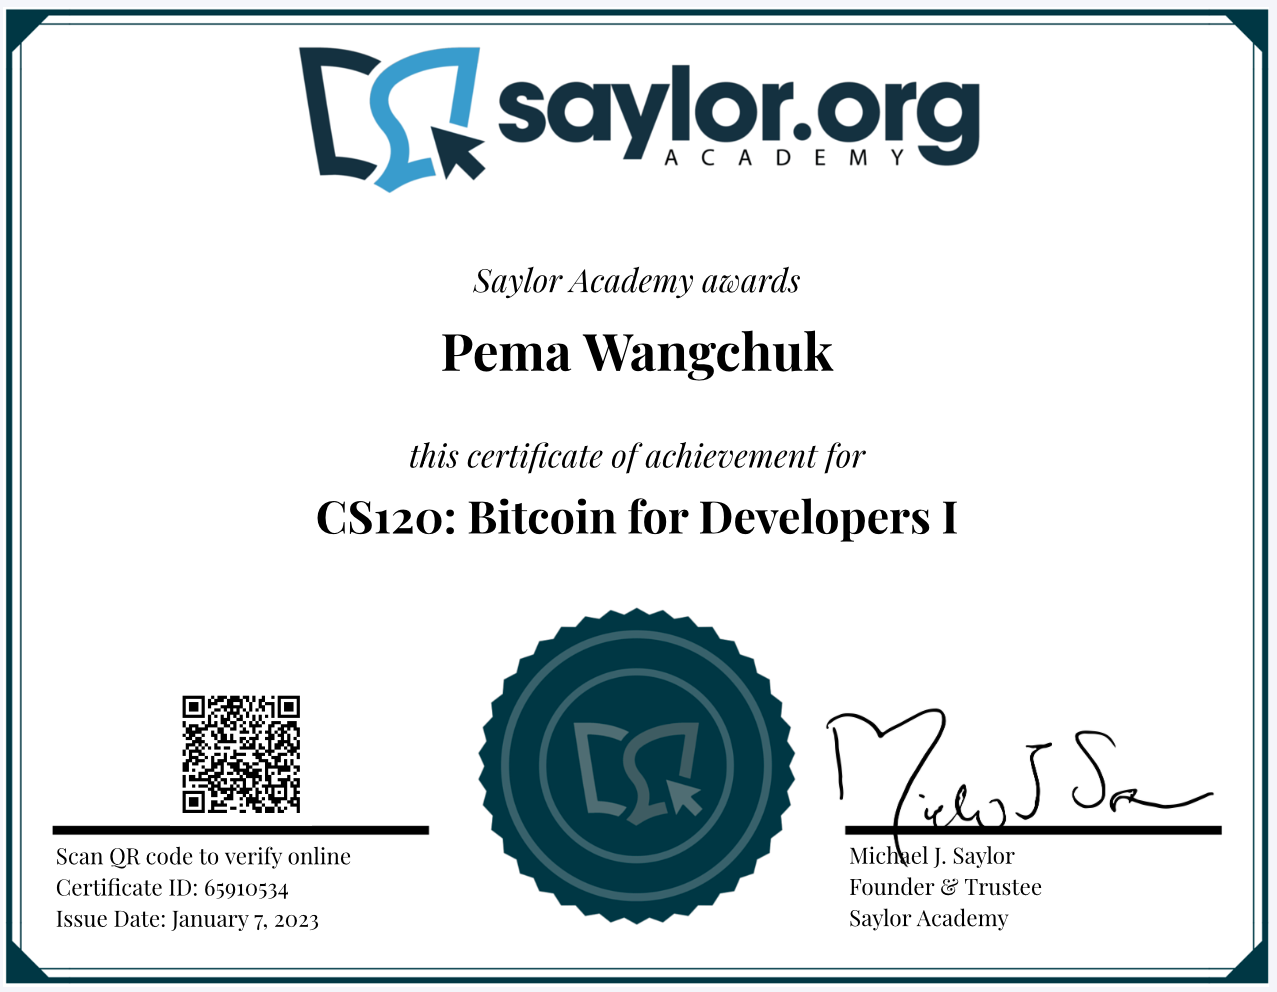 saylor.org
ACADEMY
Saylor Academy awards
Pema Wangchuk
this certificate of achievement for
CS120: Bitcoin for Developers I
Scan QR code to verify online
Certificate ID: 65910534
Issue Date: January 7, 2023
Michael J. Saylor
Founder & Trustee
Saylor Academy